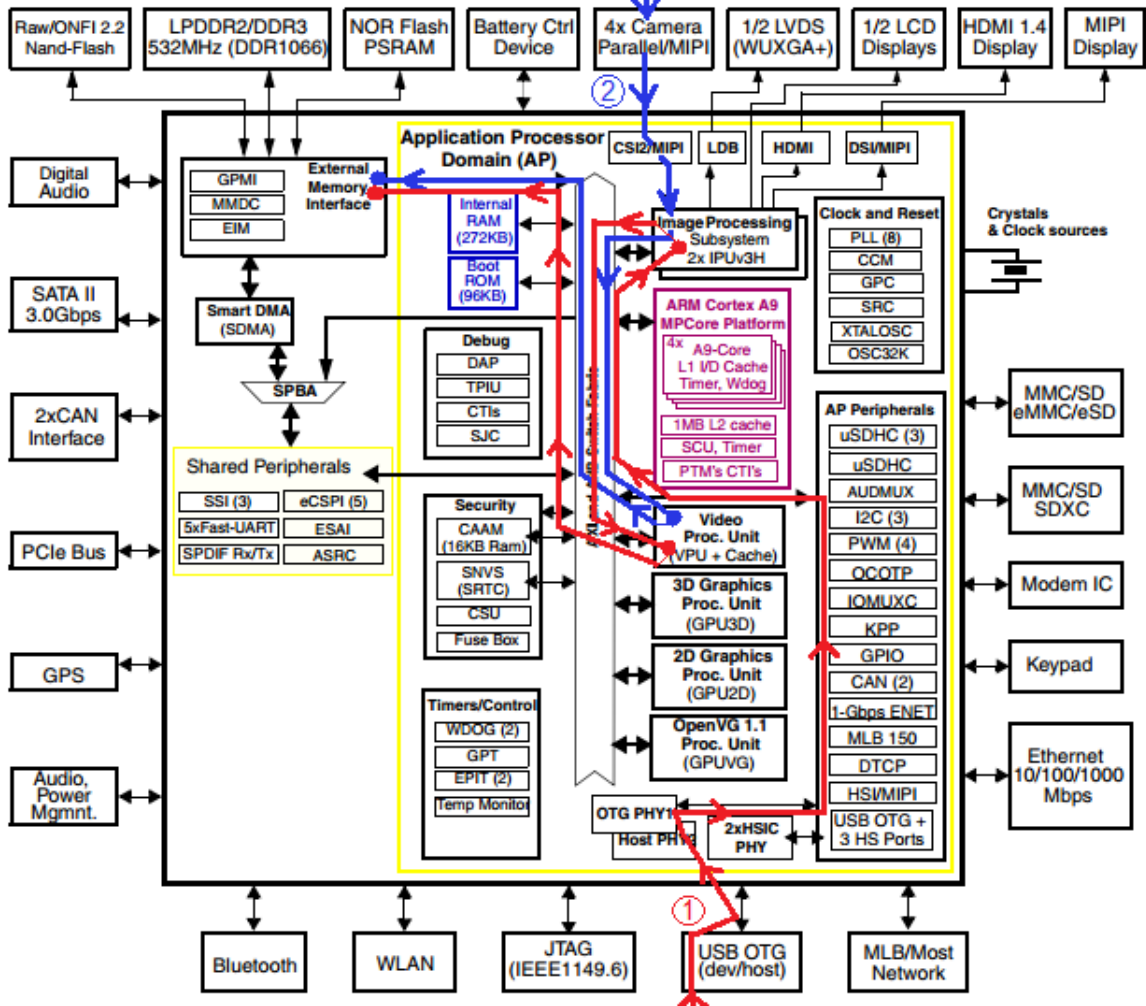 Raw/ONFI 2.2
Nand-Flash
LPDDR2/DDR3
532MHz (DDR1066)
NOR Flash
PSRAM
Battery Ctrl
Device
4x Camera
Parallel/MIPI
1/2 LVDS
(WUXGA+)
1/2 LCD
Displays
HDMI 1.4
Display
MIPI
Display
②
Application Processor
Domain (AP)
CSI2/MIPI
LDB
HDMI
DSI/MIPI
Digital
Audio
SATA II
3.0Gbps
2xCAN
Interface
PCIe Bus
GPS
Audio,
Power
Mgmnt.
External
Memory
Interface
GPMI
MMDC
EIM
Internal
RAM
(272KB)
Boot
ROM
(96KB)
Smart DMA
(SDMA)
SPBA
Shared Peripherals
SSI (3)
eCSPI (5)
5xFast-UART
ESAI
SPDIF Rx/Tx
ASRC
Debug
DAP
TPIU
CTIs
SJC
Security
CAAM
(16KB Ram)
SNVS
(SRTC)
CSU
Fuse Box
Timers/Control
WDOG (2)
GPT
EPIT (2)
Temp Monitor
Switch Fabric
Image Processing
Subsystem
2x IPUv3H
ARM Cortex A9
MPCore Platform
4x
A9-Core
L1 I/D Cache
Timer, Wdog
1MB L2 cache
SCU, Timer
PTM's CTI's
Video
Proc. Unit
(VPU + Cache)
3D Graphics
Proc. Unit
(GPU3D)
2D Graphics
Proc. Unit
(GPU2D)
OpenVG 1.1
Proc. Unit
(GPUVG)
OTG PHY1
Host PHY2
2xHSIC
PHY
Clock and Reset
PLL (8)
CCM
GPC
SRC
XTALOSC
OSC32K
Crystals
& Clock sources
AP Peripherals
uSDHC (3)
uSDHC
AUDMUX
I2C (3)
PWM (4)
OCOTP
IOMUXC
KPP
GPIO
CAN (2)
1-Gbps ENET
MLB 150
DTCP
HSI/MIPI
USB OTG +
3 HS Ports
MMC/SD
eMMC/eSD
MMC/SD
SDXC
Modem IC
Keypad
Ethernet
10/100/1000
Mbps
①
Bluetooth
WLAN
JTAG
(IEEE1149.6)
USB OTG
(dev/host)
MLB/Most
Network